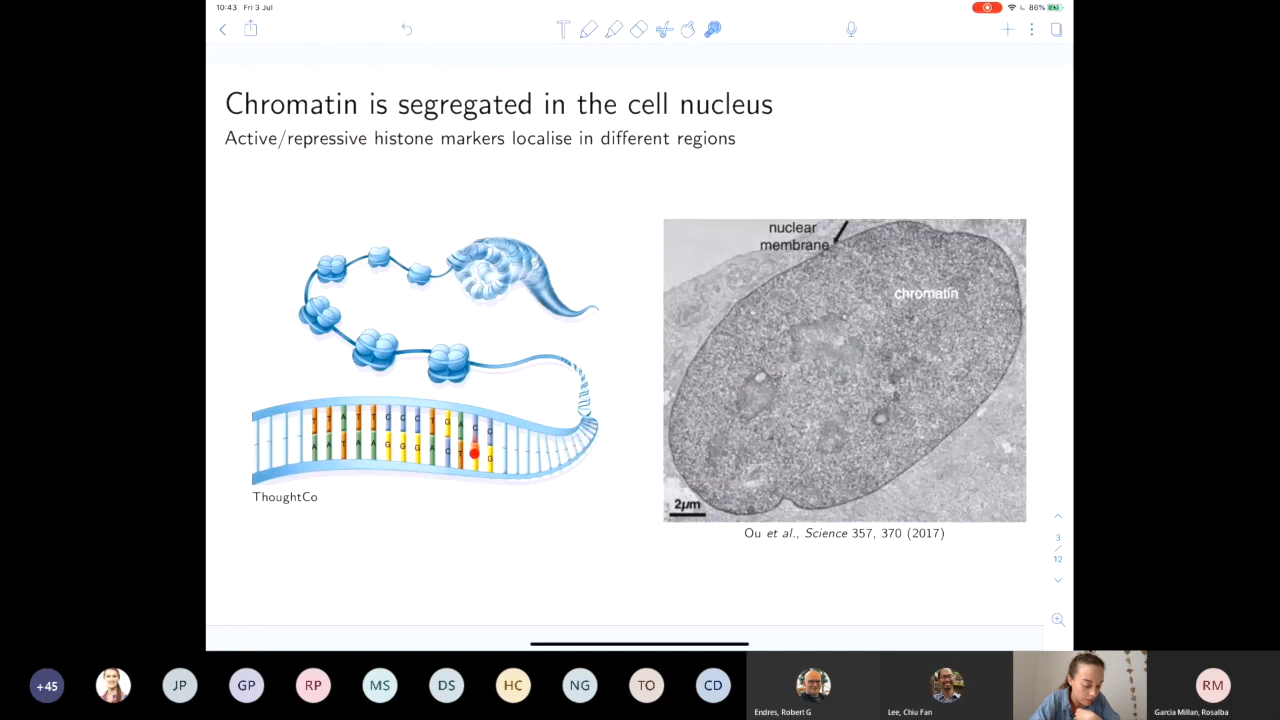 10:43 Fri 3 Jul
86%
T
Chromatin is segregated in the cell nucleus
Active/repressive histone markers localise in different regions
nuclear
membrane
chromatin
T T A T T C C C T G A C C
A A T A A G G G A C T G
ThoughtCo
2μm
Ou et al., Science 357, 370 (2017)
3
/
12
+45
JP
GP
RP
MS
DS
HC
NG
TO
CD
RM
Endres, Robert G
Lee, Chiu Fan
Garcia Millan, Rosalba